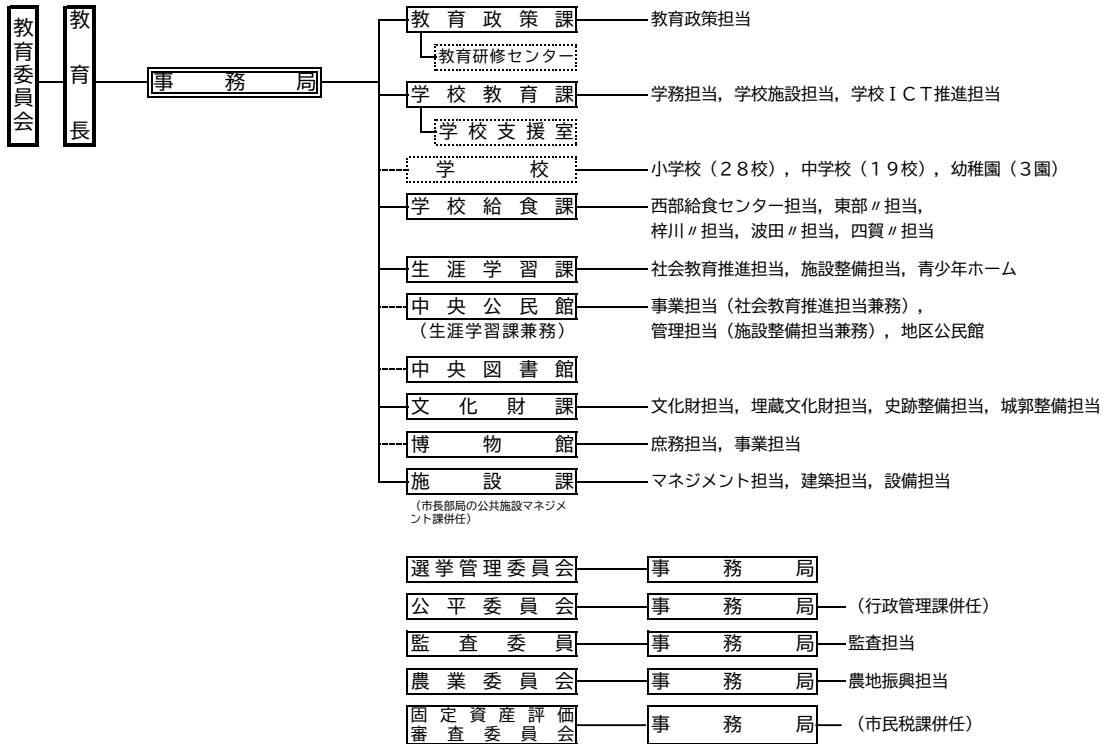 教育委員会
教育長
事務局
教育政策課
教育政策担当
教育研修センター
学校教育課
学務担当，学校施設担当，学校ＩＣＴ推進担当
学校支援室
学校
小学校（２８校），中学校（１９校），幼稚園（３園）
学校給食課
西部給食センター担当，東部〃担当，
梓川〃担当，波田〃担当，四賀〃担当
生涯学習課
社会教育推進担当，施設整備担当，青少年ホーム
中央公民館
（生涯学習課兼務）
事業担当（社会教育推進担当兼務），
管理担当（施設整備担当兼務），地区公民館
中央図書館
文化財課
文化財担当，埋蔵文化財担当，史跡整備担当，城郭整備担当
博物館
庶務担当，事業担当
施設課
（市長部局の公共施設マネジメ
ント課併任）
マネジメント担当，建築担当，設備担当
選挙管理委員会
事務局
公平委員会
事務局
（行政管理課併任）
監査委員
事務局
監査担当
農業委員会
事務局
農地振興担当
固定資産評価
審査委員会
事務局
（市民税課併任）